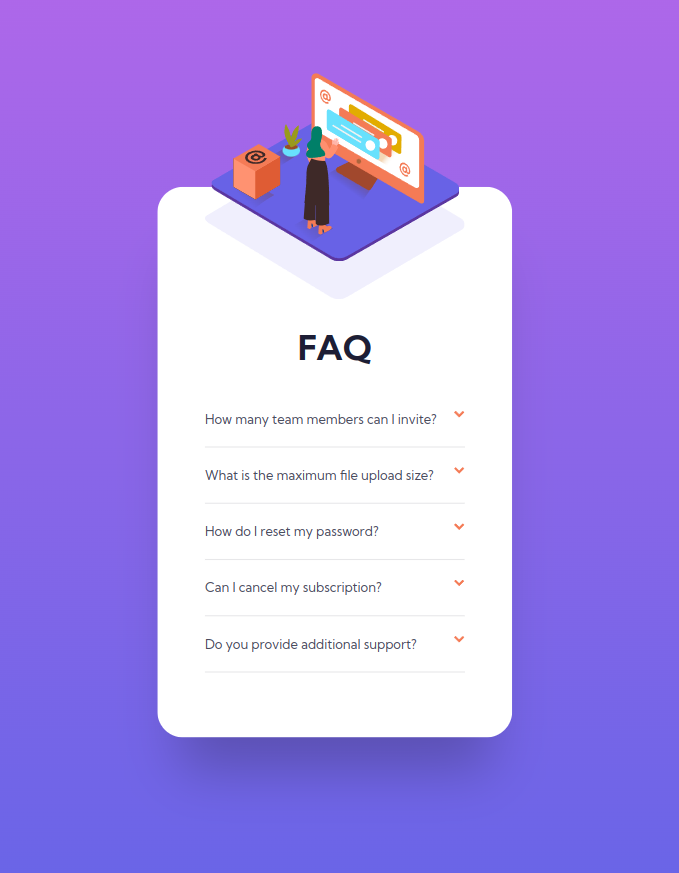 FAQ
How many team members can I invite?
What is the maximum file upload size?
How do I reset my password?
Can I cancel my subscription?
Do you provide additional support?